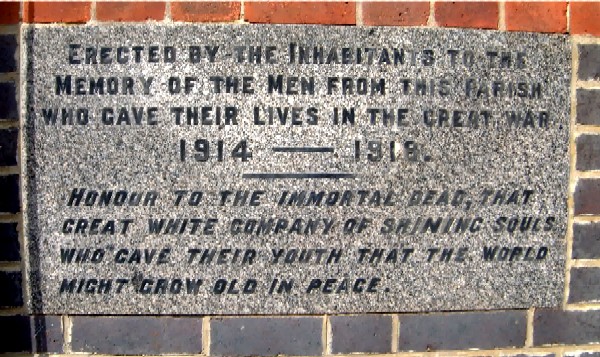 ERECTED BY THE INHABITANTS TO THE
MEMORY OF THE MEN FROM THIS PARISH
WHO GAVE THEIR LIVES IN THE GREAT WAR
1914 — 1918.
HONOUR TO THE IMMORTAL DEAD, THAT
GREAT WHITE COMPANY OF SHINING SOULS
WHO GAVE THEIR YOUTH THAT THE WORLD
MIGHT GROW OLD IN PEACE.